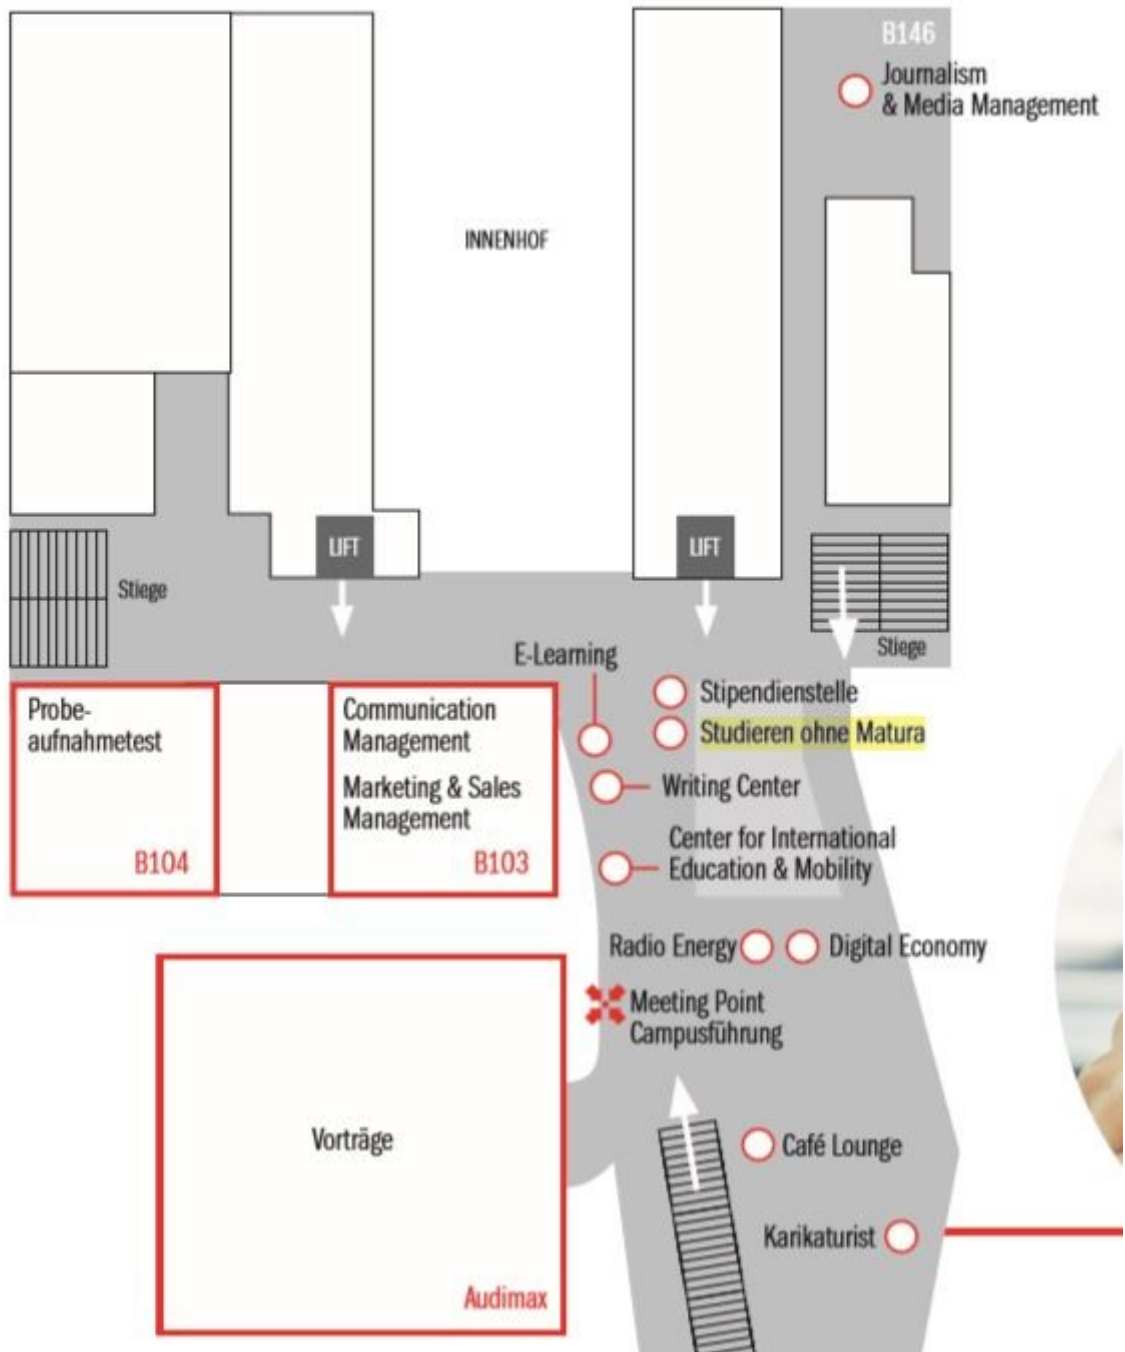 B146
Journalism
& Media Management
INNENHOF
LIFT
LIFT
Stiege
Stiege
E-Learning
Stipendienstelle
Studieren ohne Matura
Probe-
aufnahmetest
B104
Communication
Management
Marketing & Sales
Management
B103
Writing Center
Center for International
Education & Mobility
Radio Energy
Digital Economy
Meeting Point
Campusführung
Vorträge
Audimax
Café Lounge
Karikaturist